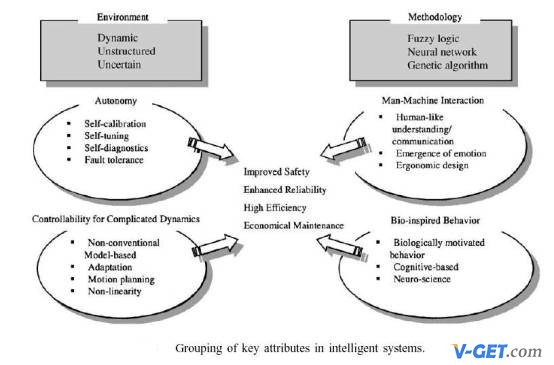 Environment
Dynamic
Unstructured
Uncertain
Methodology
Fuzzy logic
Neural network
Genetic algorithm
Autonomy
Self-calibration
Self-tuning
Self-diagnostics
Fault tolerance
Man-Machine Interaction
Human-like
understanding/
communication
Emergence of emotion
Ergonomic design
Improved Safety
Enhanced Reliability
High Efficiency
Economical Maintenance
Controllability for Complicated Dynamics
Non-conventional
Model-based
Adaptation
Motion planning
Non-linearity
Bio-inspired Behavior
Biologically motivated
behavior
Cognitive-based
Neuro-science
Grouping of key attributes in intelligent systems.
V-GET.com